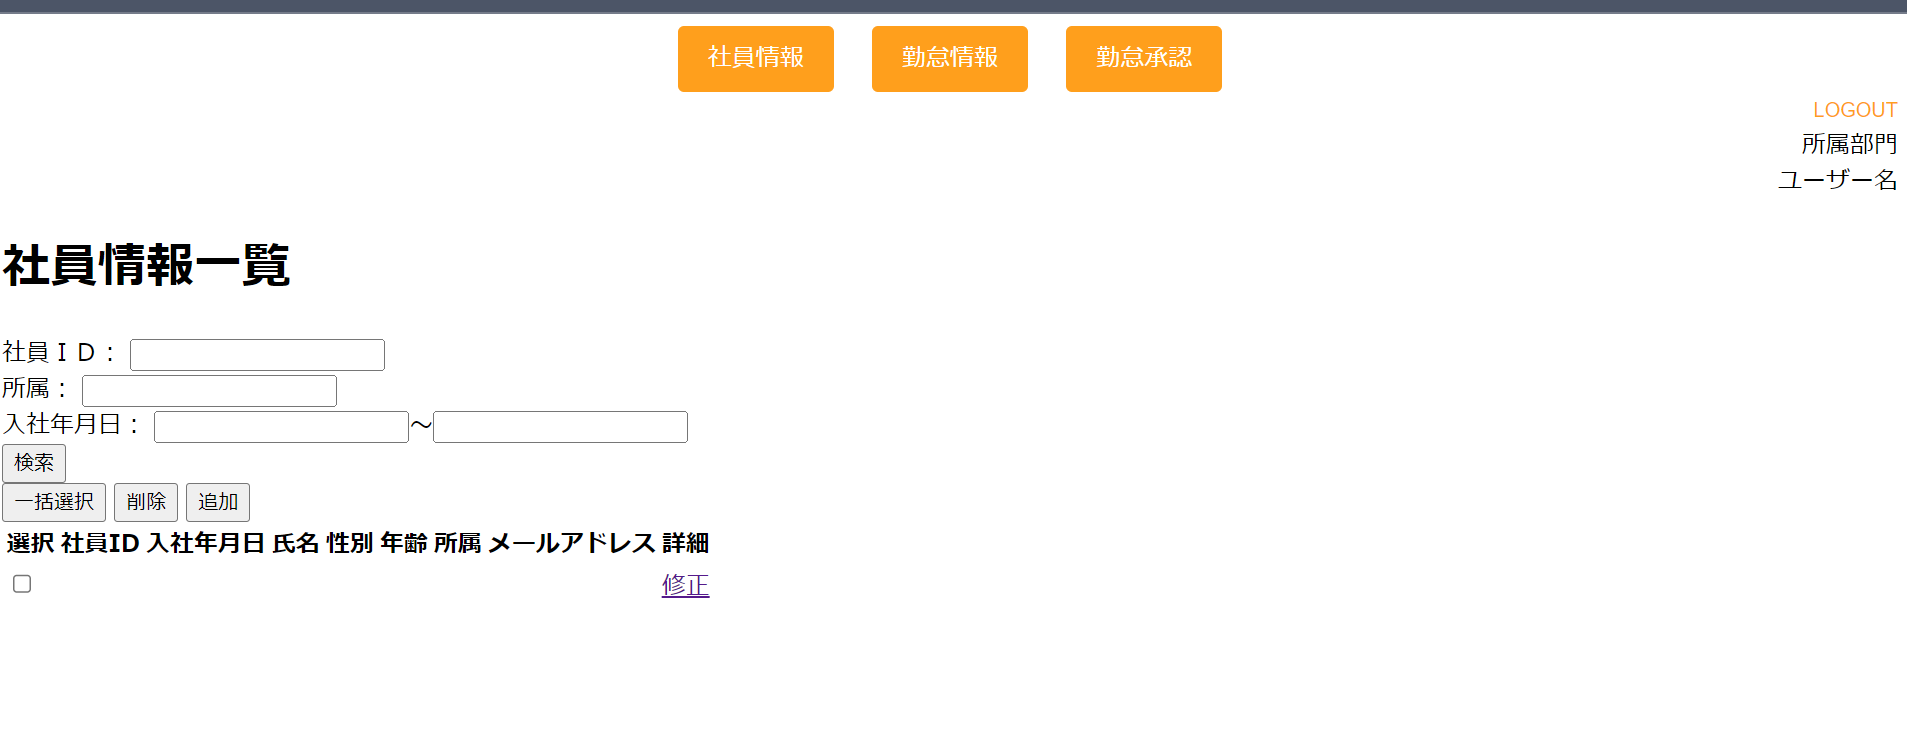 社員情報 勤怠情報 勤怠承認
LOGOUT
所属部門
ユーザー名
社員情報一覧
社員ＩＤ：
所属：
入社年月日： ～
検索
一括選択 削除 追加
選択 社員ID 入社年月日 氏名 性別 年齢 所属 メールアドレス 詳細
修正